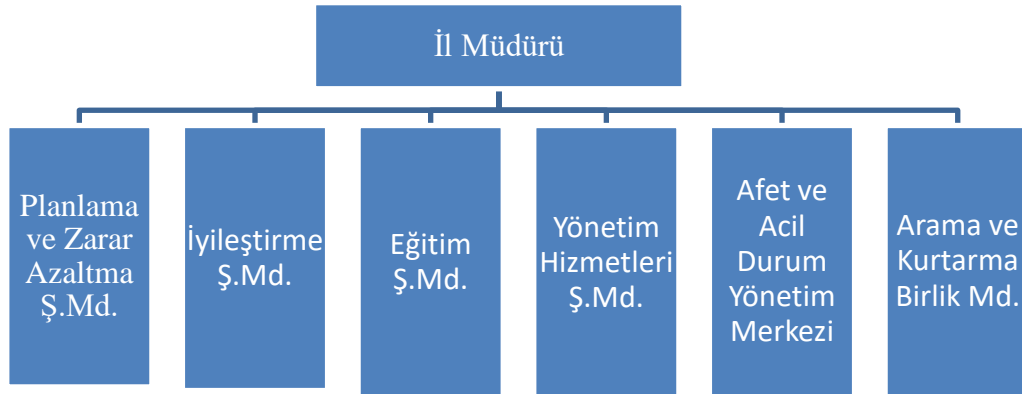 İl Müdürü
Planlama
ve Zarar
Azaltma
Ş.Md.
İyileştirme
Ş.Md.
Eğitim
Ş.Md.
Yönetim
Hizmetleri
Ş.Md.
Afet ve
Acil
Durum
Yönetim
Merkezi
Arama ve
Kurtarma
Birlik Md.